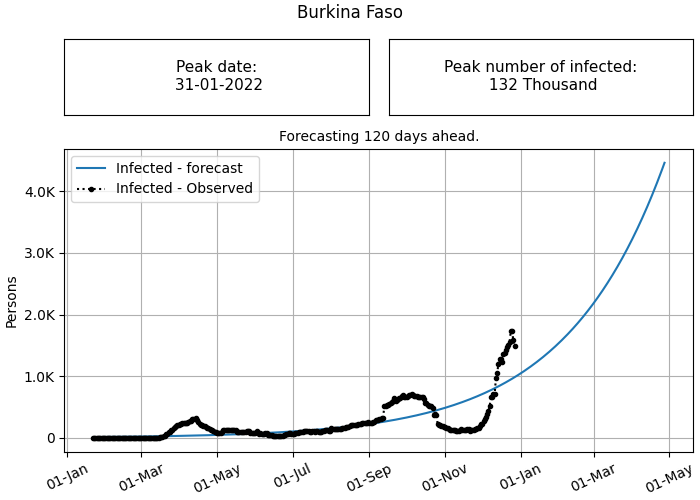 Burkina Faso
Peak date:
31-01-2022
Peak number of infected:
132 Thousand
Forecasting 120 days ahead.
Infected - forecast
Infected - Observed
Persons
4.0K
3.0K
2.0K
1.0K
0
01-Jan
01-Mar
01-May
01-Jul
01-Sep
01-Nov
01-Jan
01-Mar
01-May